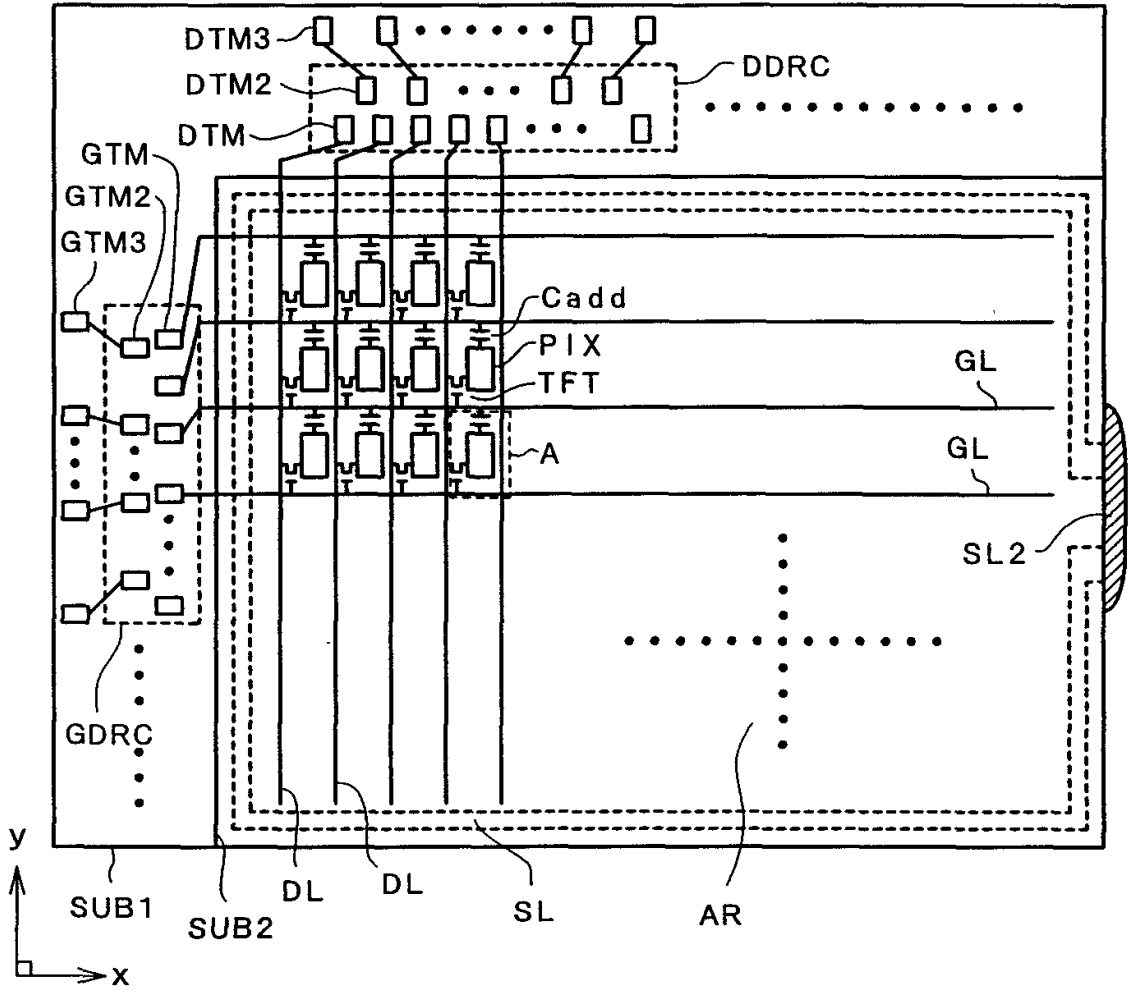 DTM3
DTM2
DDRC
DTM
GTM
GTM2
GTM3
Cadd
PIX
TFT
GL
A
GL
SL2
GDRC
y
DL
DL
SL
AR
SUB1
SUB2
x